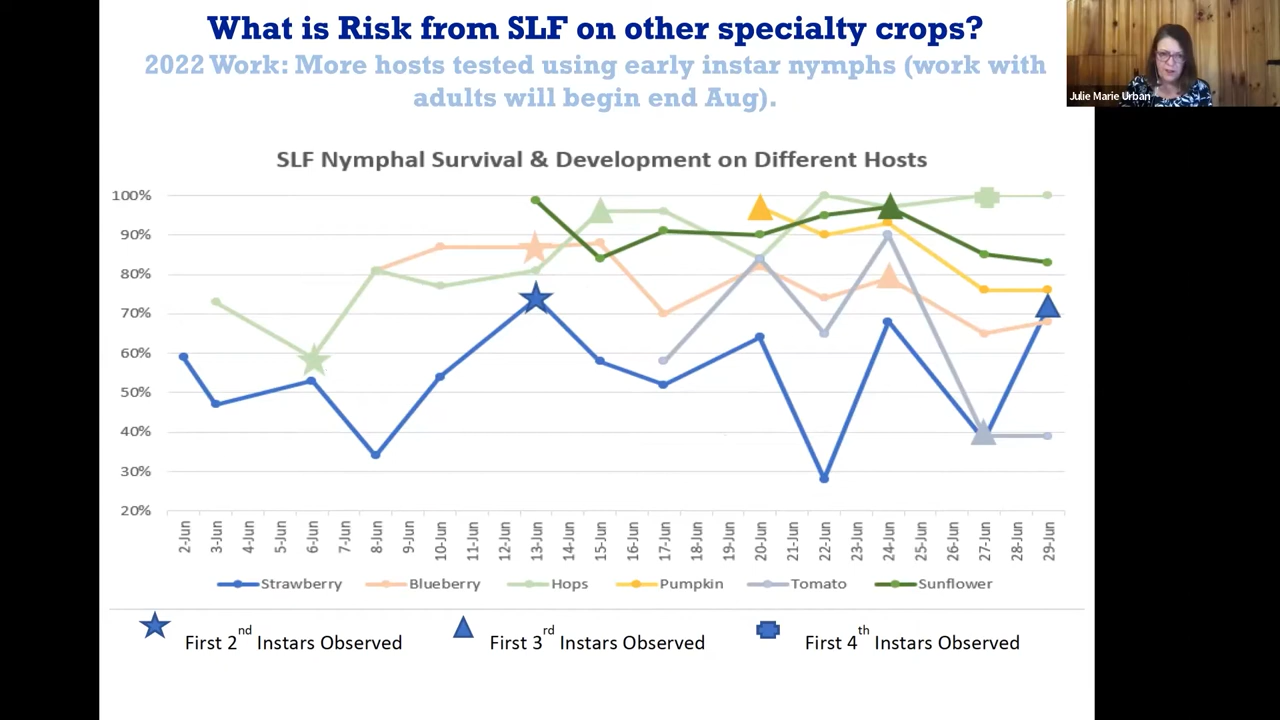 What is Risk from SLF on other specialty crops?
2022 Work: More hosts tested using early instar nymphs (work with
adults will begin end Aug).
Julie Marie Urban
SLF Nymphal Survival & Development on Different Hosts
100%
90%
80%
70%
60%
50%
40%
30%
20%
2-Jun 3-Jun 4-Jun 5-Jun 6-Jun 7-Jun 8-Jun 9-Jun 10-Jun 11-Jun 12-Jun 13-Jun 14-Jun 15-Jun 16-Jun 17-Jun 18-Jun 19-Jun 20-Jun 21-Jun 22-Jun 23-Jun 24-Jun 25-Jun 26-Jun 27-Jun 28-Jun 29-Jun
Strawberry Blueberry Hops Pumpkin Tomato Sunflower
First 2nd Instars Observed First 3rd Instars Observed First 4th Instars Observed